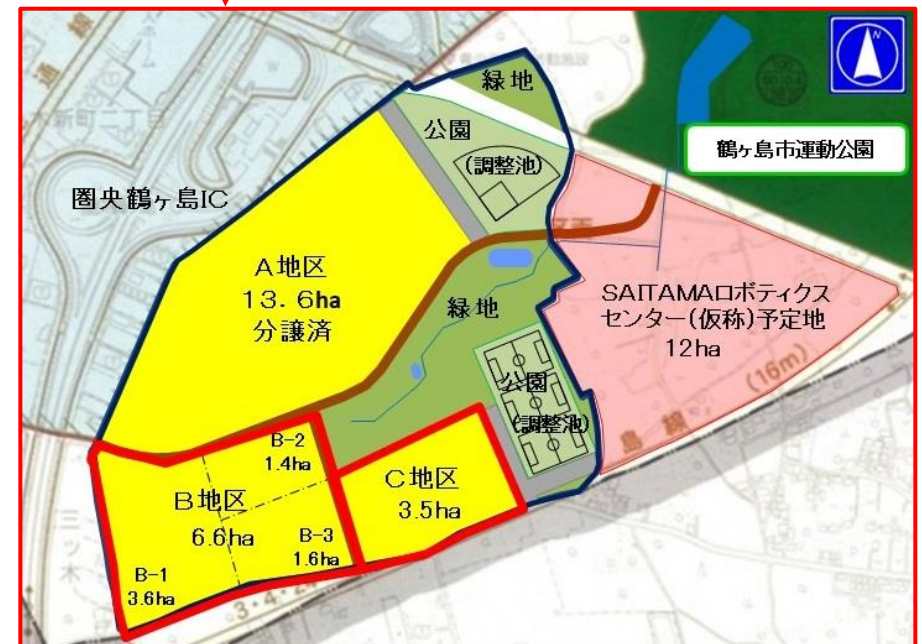 N
緑地
公園
(調整池)
鶴ヶ島市運動公園
圏央鶴ヶ島IC
A地区
13.6ha
分譲済
緑地
SAITAMAロボティクス
センター(仮称)予定地
12ha
公園
(調整池)
(16m)
B-2
1.4ha
C地区
3.5ha
B地区
6.6ha
B-3
1.6ha
B-1
3.6ha
三ツ木